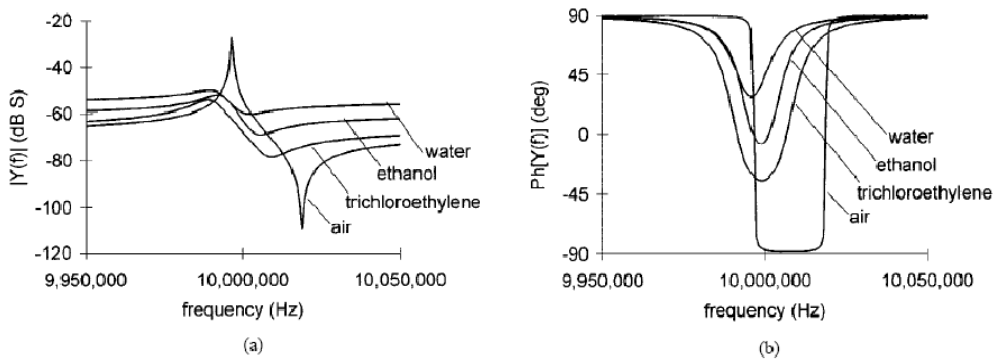 -20
-40
-60
-80
-100
-120
|Y(f)| (dB S)
water
ethanol
trichloroethylene
air
9,950,000 10,000,000 10,050,000
frequency (Hz)
(a)
90
45
0
-45
-90
Ph[Y(f)] (deg)
water
ethanol
trichloroethylene
air
9,950,000 10,000,000 10,050,000
frequency (Hz)
(b)